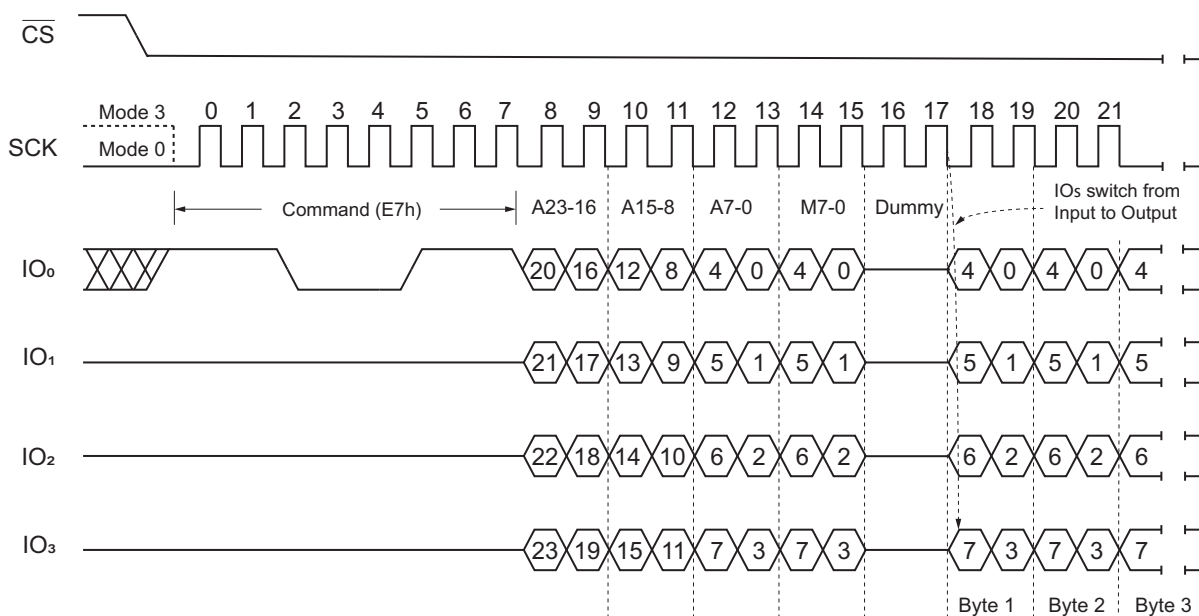 CS
Mode 3
0 1 2 3 4 5 6 7 8 9 10 11 12 13 14 15 16 17 18 19 20 21
SCK
Mode 0
Command (E7h) A23-16 A15-8 A7-0 M7-0 Dummy
IOs switch from
Input to Output
IO₀ 20 16 12 8 4 0 4 0 4 0 4 0 4
IO₁ 21 17 13 9 5 1 5 1 5 1 5 1 5
IO₂ 22 18 14 10 6 2 6 2 6 2 6 2 6
IO₃ 23 19 15 11 7 3 7 3 7 3 7 3 7
Byte 1 Byte 2 Byte 3